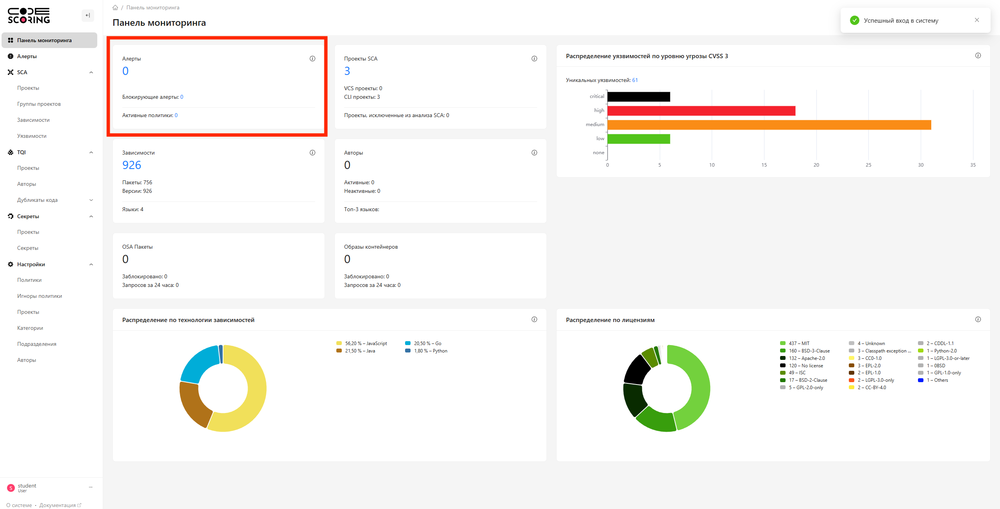 CODE
SCORING
Панель мониторинга
Алерты
SCA
Проекты
Группы проектов
Зависимости
Уязвимости
TQI
Проекты
Авторы
Дубликаты кода
Секреты
Проекты
Секреты
Настройки
Политики
Игноры политики
Проекты
Категории
Подразделения
Авторы
S
student
User
...
О системе · Документация
/ Панель мониторинга
Панель мониторинга
Успешный вход в систему
Алерты
0
Блокирующие алерты: 0
Активные политики: 0
Проекты SCA
3
VCS проекты: 0
CLI проекты: 3
Проекты, исключенные из анализа SCA: 0
Распределение уязвимостей по уровню угрозы CVSS 3
Уникальных уязвимостей: 61
critical
high
medium
low
none
0 5 10 15 20 25 30 35
Зависимости
926
Пакеты: 756
Версии: 926
Языки: 4
Авторы
0
Активные: 0
Неактивные: 0
Топ-3 языков:
OSA Пакеты
0
Заблокировано: 0
Запросов за 24 часа: 0
Образы контейнеров
0
Заблокировано: 0
Запросов за 24 часа: 0
Распределение по технологии зависимостей
56,20 % – JavaScript
21,50 % – Java
20,50 % – Go
1,80 % – Python
Распределение по лицензиям
437 – MIT
160 – BSD-3-Clause
132 – Apache-2.0
120 – No license
49 – ISC
17 – BSD-2-Clause
5 – GPL-2.0-only
4 – Unknown
3 – Classpath exception ...
3 – CC0-1.0
3 – EPL-2.0
2 – EPL-1.0
2 – LGPL-3.0-only
2 – CC-BY-4.0
2 – CDDL-1.1
1 – Python-2.0
1 – LGPL-3.0-or-later
1 – 0BSD
1 – GPL-1.0-only
1 – Others